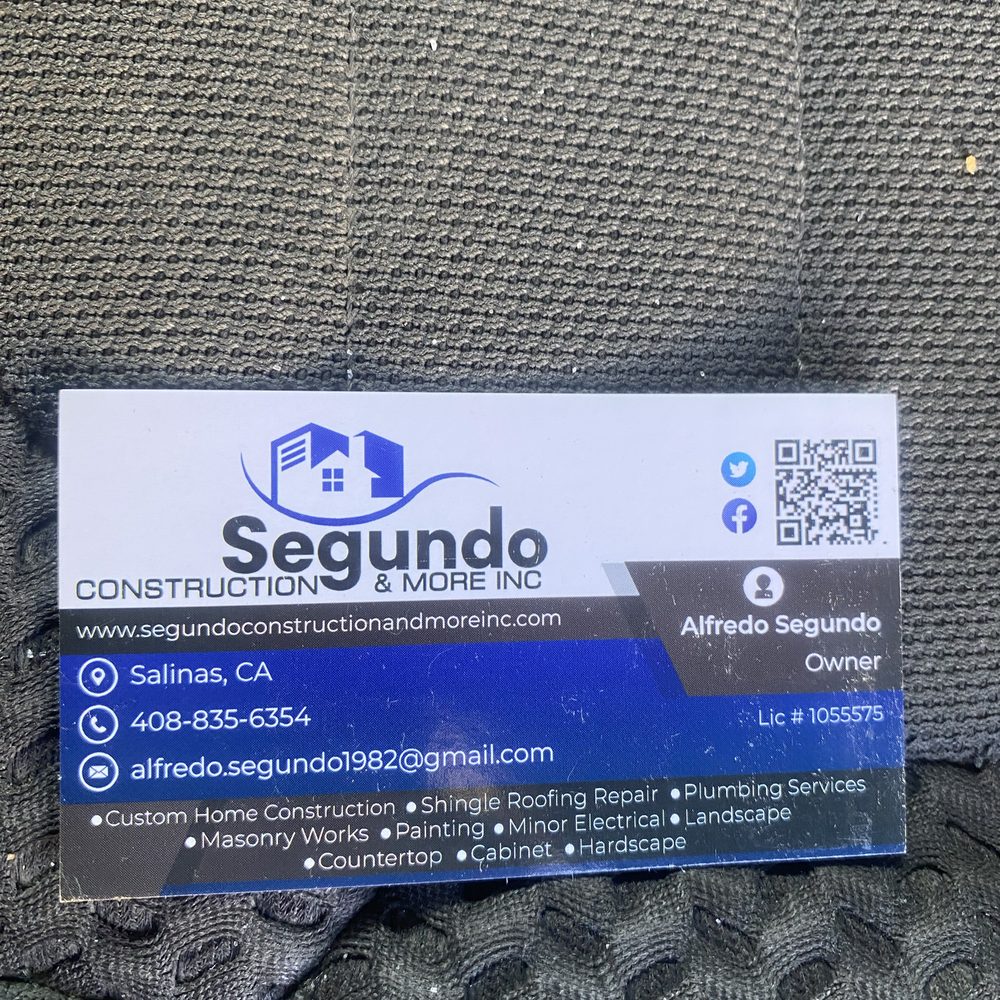 Segundo
CONSTRUCTION & MORE INC
www.segundoconstructionandmoreinc.com
Alfredo Segundo
Owner
Salinas, CA
Lic # 1055575
408-835-6354
alfredo.segundo1982@gmail.com
•Custom Home Construction •Shingle Roofing Repair •Plumbing Services
•Masonry Works •Painting •Minor Electrical •Landscape
•Countertop •Cabinet •Hardscape